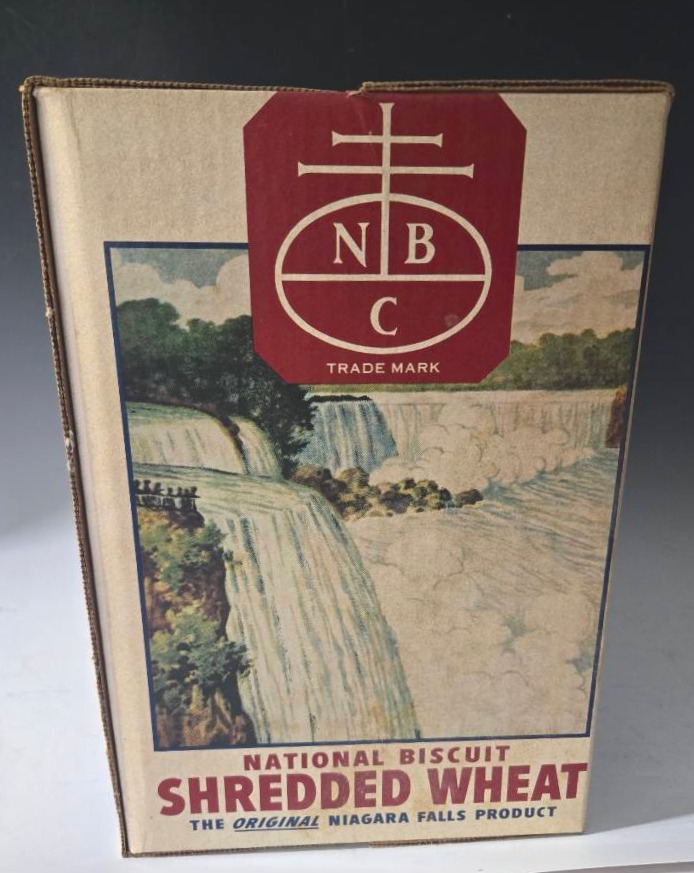 N B
C
TRADE MARK
NATIONAL BISCUIT
SHREDDED WHEAT
THE ORIGINAL NIAGARA FALLS PRODUCT